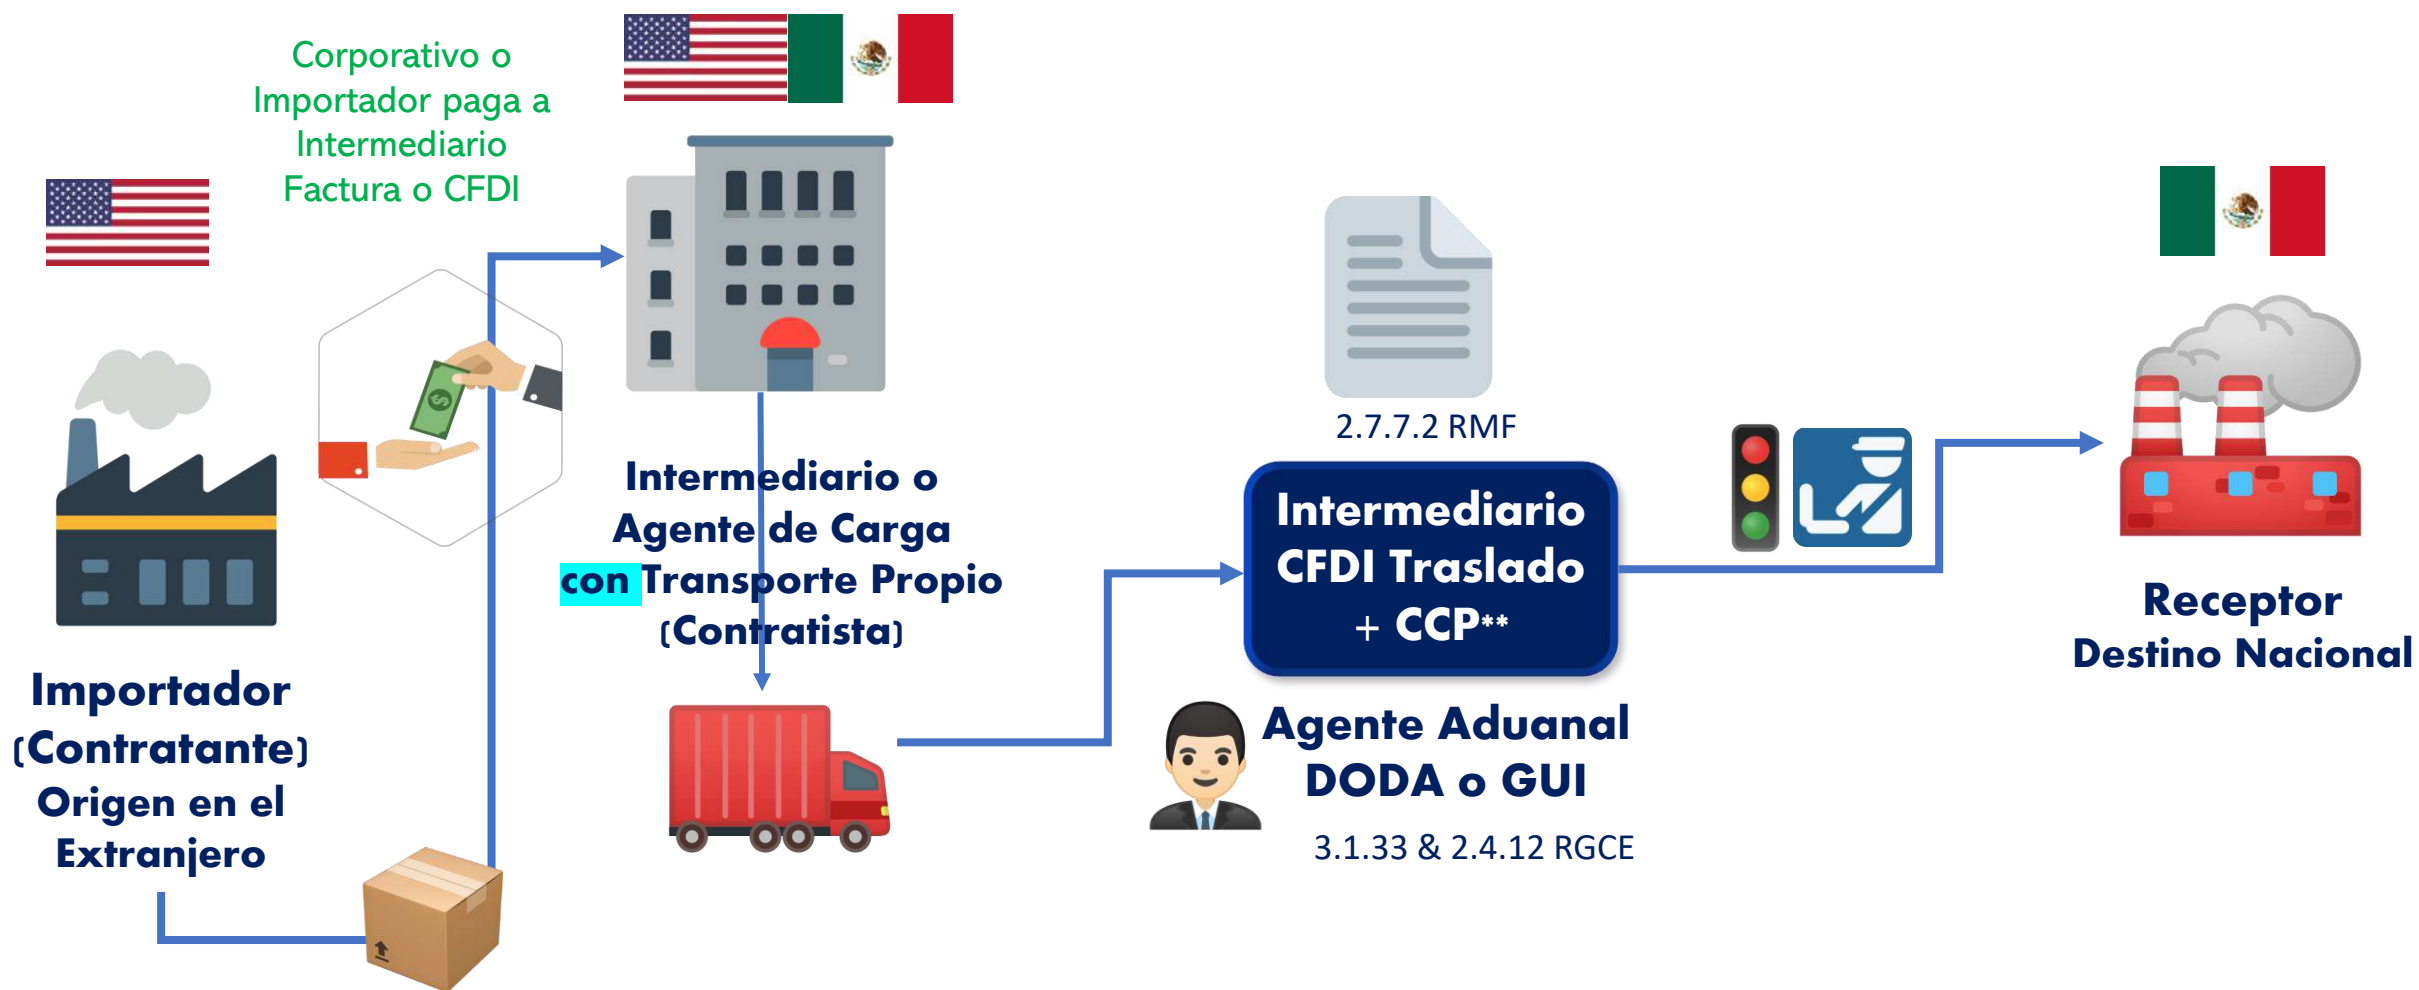 Corporativo o
Importador paga a
Intermediario
Factura o CFDI
Importador
(Contratante)
Origen en el
Extranjero
Intermediario o
Agente de Carga
con Transporte Propio
(Contratista)
2.7.7.2 RMF
Intermediario
CFDI Traslado
+ CCP**
Agente Aduanal
DODA o GUI
3.1.33 & 2.4.12 RGCE
Receptor
Destino Nacional